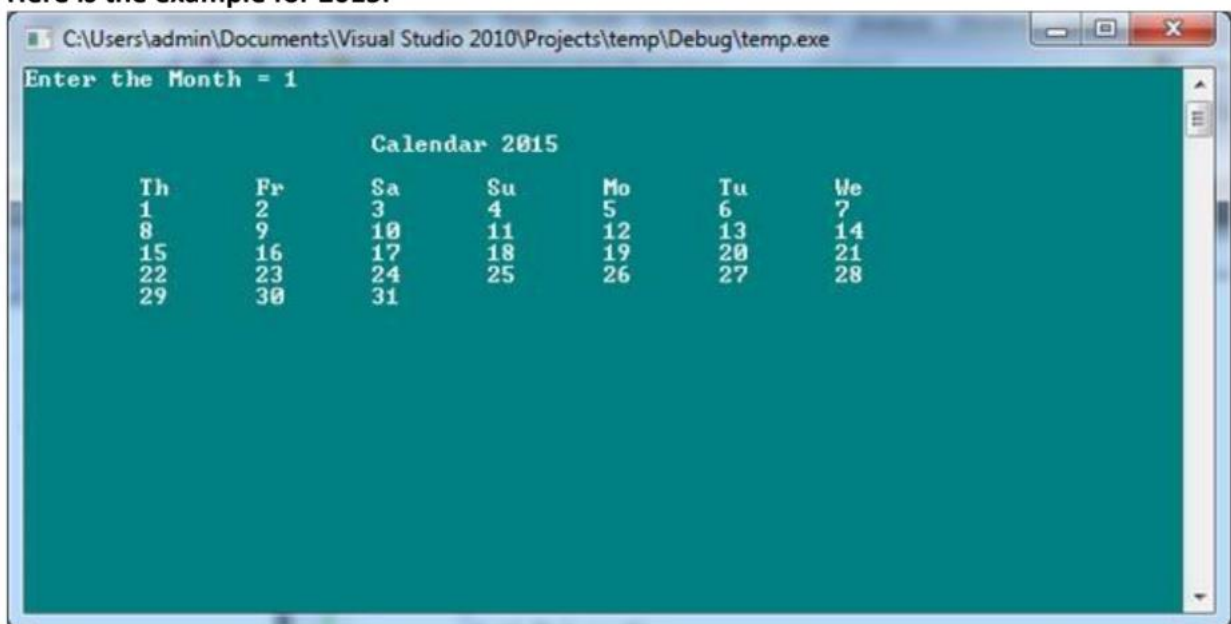 Here is the example for 2015:
C:\Users\admin\Documents\Visual Studio 2010\Projects\temp\Debug\temp.exe
Enter the Month = 1
Calendar 2015
Th Fr Sa Su Mo Tu We
1 2 3 4 5 6 7
8 9 10 11 12 13 14
15 16 17 18 19 20 21
22 23 24 25 26 27 28
29 30 31